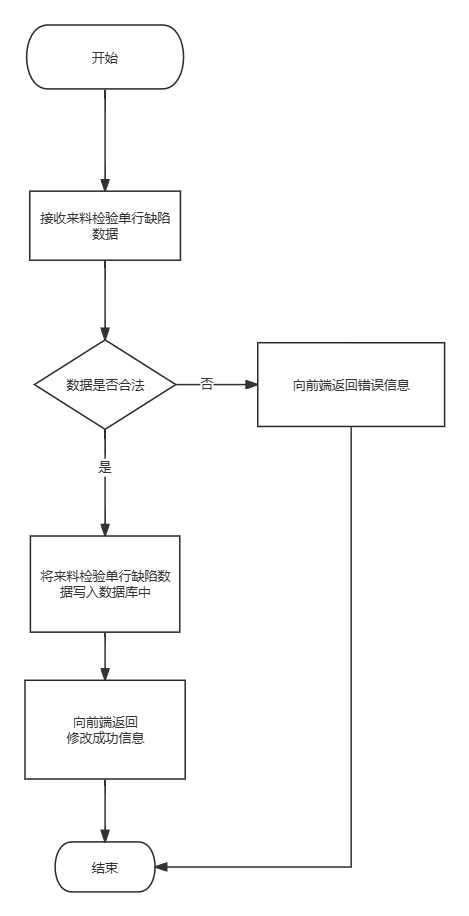 开始
接收来料检验单行缺陷
数据
数据是否合法
否
向前端返回错误信息
是
将来料检验单行缺陷数
据写入数据库中
向前端返回
修改成功信息
结束